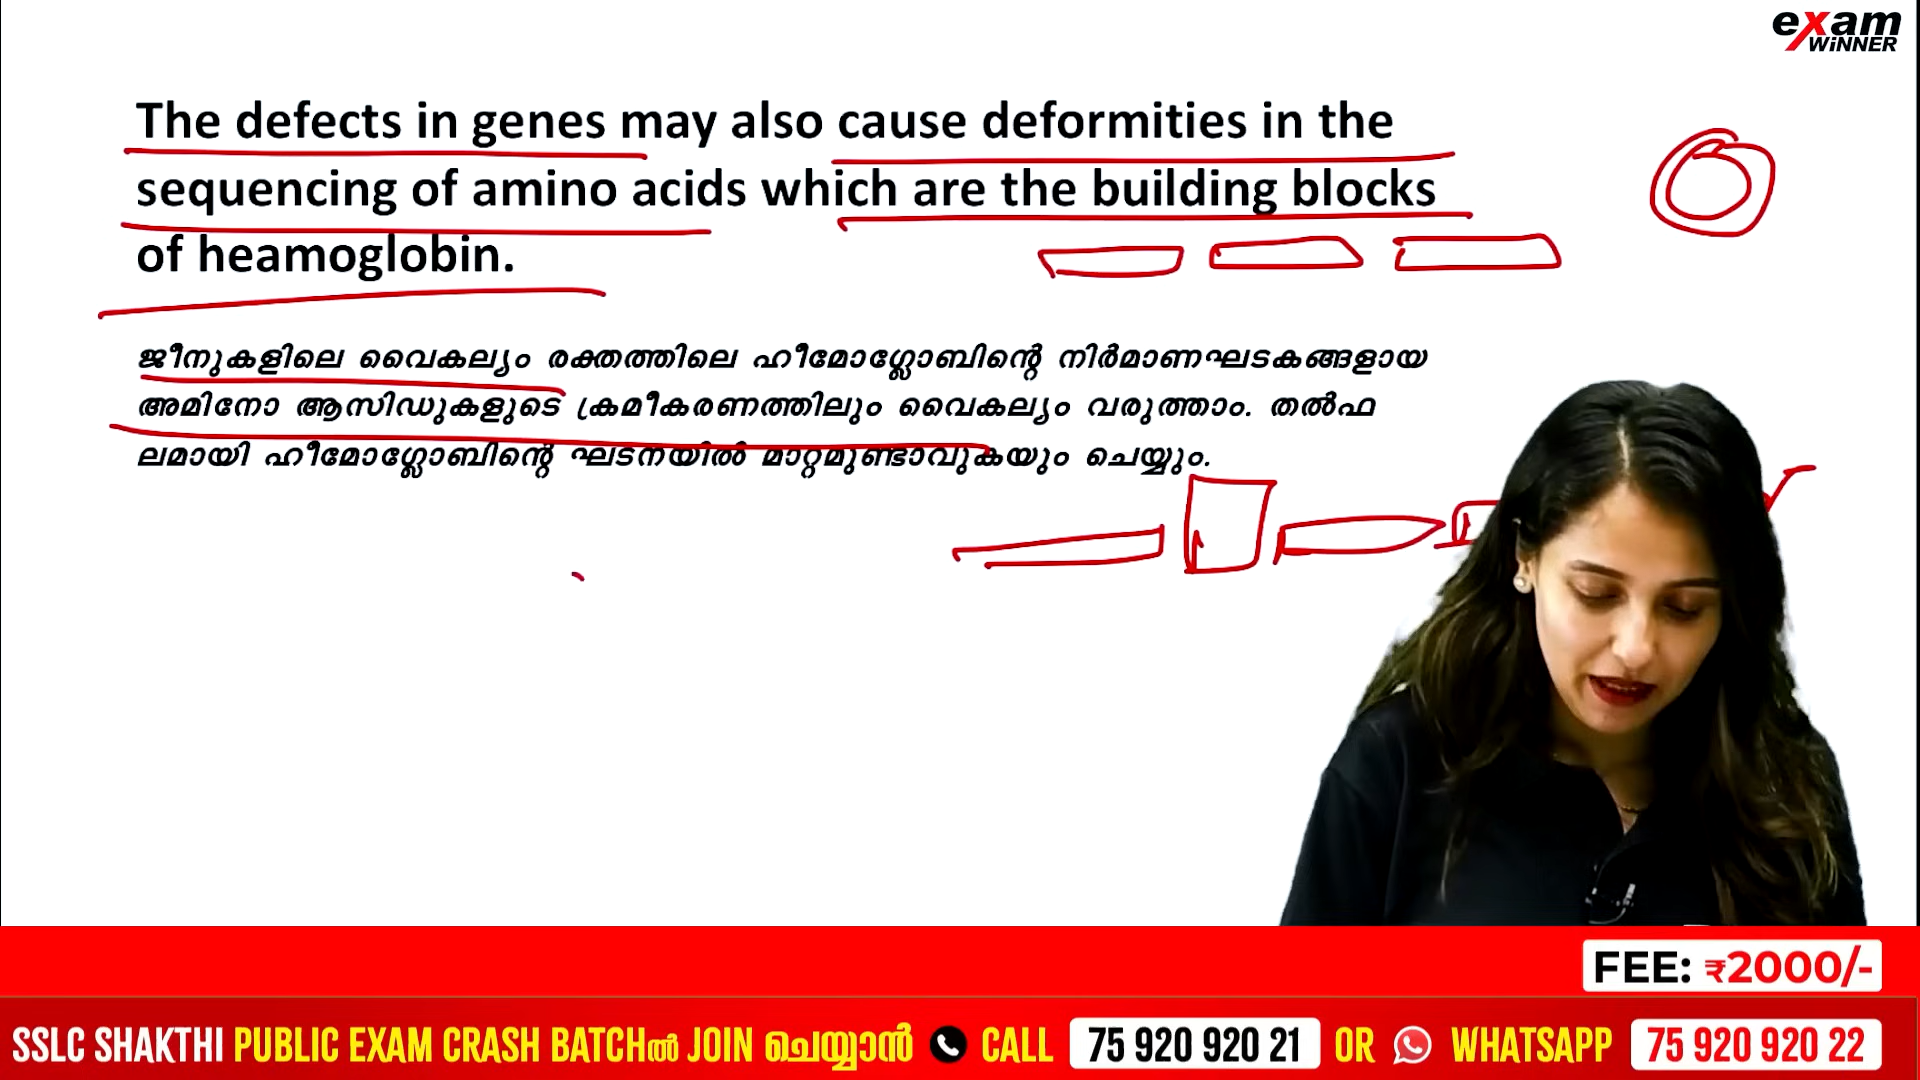 exam
WiNNER
The defects in genes may also cause deformities in the
sequencing of amino acids which are the building blocks
of heamoglobin.
ജീനുകളിലെ വൈകല്യം രക്തത്തിലെ ഹീമോഗ്ലോബിന്റെ നിർമാണഘടകങ്ങളായ
അമിനോ ആസിഡുകളുടെ ക്രമീകരണത്തിലും വൈകല്യം വരുത്താം. തൽഫ
ലമായി ഹീമോഗ്ലോബിന്റെ ഘടനയിൽ മാറ്റമുണ്ടാവുകയും ചെയ്യും.
FEE: ₹2000/-
SSLC SHAKTHI PUBLIC EXAM CRASH BATCHൽ JOIN ചെയ്യാൻ CALL 75 920 920 21 OR WHATSAPP 75 920 920 22